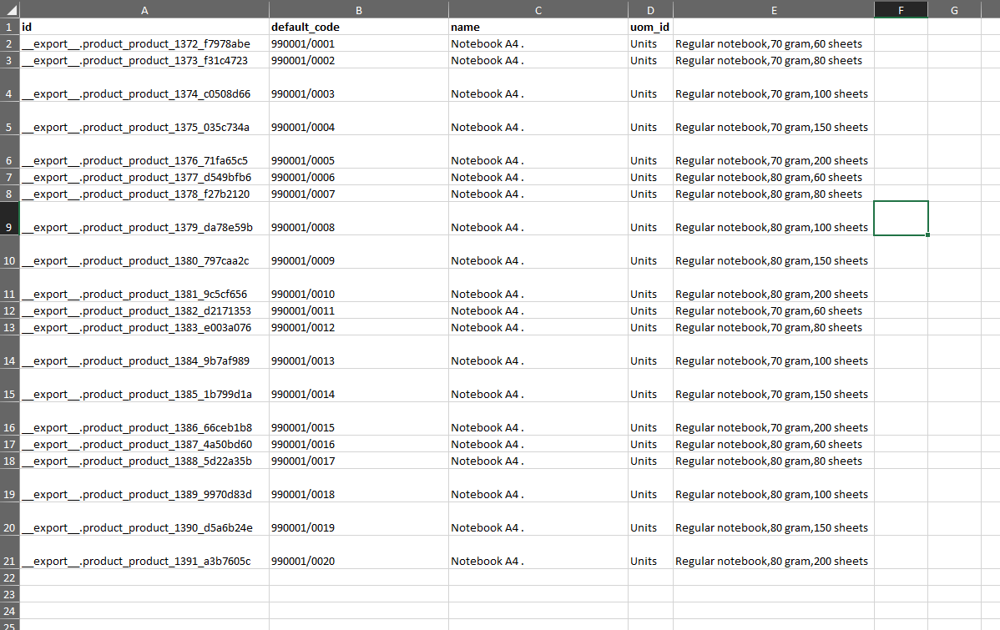 A B C D E F G
1 id default_code name uom_id
2 __export__.product_product_1372_f7978abe 990001/0001 Notebook A4 . Units Regular notebook,70 gram,60 sheets
3 __export__.product_product_1373_f31c4723 990001/0002 Notebook A4 . Units Regular notebook,70 gram,80 sheets
4 __export__.product_product_1374_c0508d66 990001/0003 Notebook A4 . Units Regular notebook,70 gram,100 sheets
5 __export__.product_product_1375_035c734a 990001/0004 Notebook A4 . Units Regular notebook,70 gram,150 sheets
6 __export__.product_product_1376_71fa65c5 990001/0005 Notebook A4 . Units Regular notebook,70 gram,200 sheets
7 __export__.product_product_1377_d549bfb6 990001/0006 Notebook A4 . Units Regular notebook,80 gram,60 sheets
8 __export__.product_product_1378_f27b2120 990001/0007 Notebook A4 . Units Regular notebook,80 gram,80 sheets
9 __export__.product_product_1379_da78e59b 990001/0008 Notebook A4 . Units Regular notebook,80 gram,100 sheets
10 __export__.product_product_1380_797caa2c 990001/0009 Notebook A4 . Units Regular notebook,80 gram,150 sheets
11 __export__.product_product_1381_9c5cf656 990001/0010 Notebook A4 . Units Regular notebook,80 gram,200 sheets
12 __export__.product_product_1382_d2171353 990001/0011 Notebook A4 . Units Regular notebook,70 gram,60 sheets
13 __export__.product_product_1383_e003a076 990001/0012 Notebook A4 . Units Regular notebook,70 gram,80 sheets
14 __export__.product_product_1384_9b7af989 990001/0013 Notebook A4 . Units Regular notebook,70 gram,100 sheets
15 __export__.product_product_1385_1b799d1a 990001/0014 Notebook A4 . Units Regular notebook,70 gram,150 sheets
16 __export__.product_product_1386_66ceb1b8 990001/0015 Notebook A4 . Units Regular notebook,70 gram,200 sheets
17 __export__.product_product_1387_4a50bd60 990001/0016 Notebook A4 . Units Regular notebook,80 gram,60 sheets
18 __export__.product_product_1388_5d22a35b 990001/0017 Notebook A4 . Units Regular notebook,80 gram,80 sheets
19 __export__.product_product_1389_9970d83d 990001/0018 Notebook A4 . Units Regular notebook,80 gram,100 sheets
20 __export__.product_product_1390_d5a6b24e 990001/0019 Notebook A4 . Units Regular notebook,80 gram,150 sheets
21 __export__.product_product_1391_a3b7605c 990001/0020 Notebook A4 . Units Regular notebook,80 gram,200 sheets
22
23
24
25